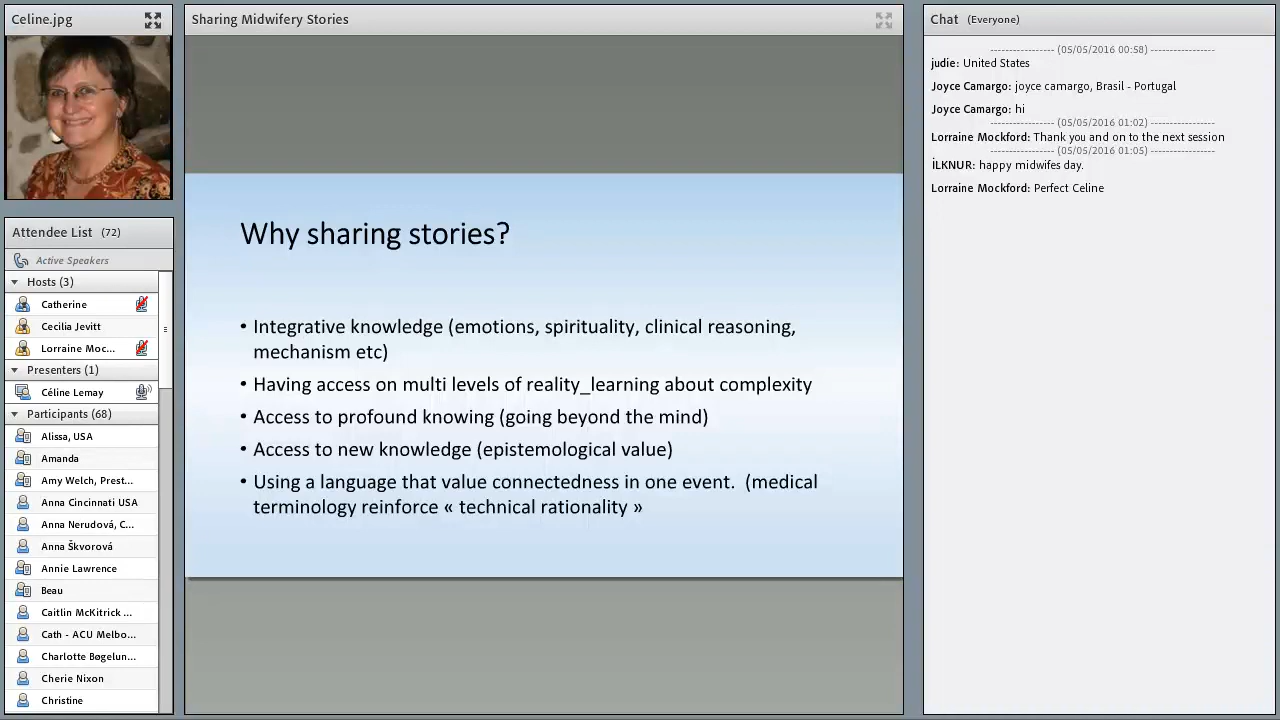 Celine.jpg
Attendee List (72)
Active Speakers
Hosts (3)
Catherine
Cecilia Jevitt
Lorraine Moc...
Presenters (1)
Céline Lemay
Participants (68)
Alissa, USA
Amanda
Amy Welch, Prest...
Anna Cincinnati USA
Anna Nerudová, C...
Anna Škvorová
Annie Lawrence
Beau
Caitlin McKitrick ...
Cath - ACU Melbo...
Charlotte Bøgelun...
Cherie Nixon
Christine
Sharing Midwifery Stories
Why sharing stories?
• Integrative knowledge (emotions, spirituality, clinical reasoning,
mechanism etc)
• Having access on multi levels of reality_learning about complexity
• Access to profound knowing (going beyond the mind)
• Access to new knowledge (epistemological value)
• Using a language that value connectedness in one event.  (medical
terminology reinforce « technical rationality »
Chat (Everyone)
----------------- (05/05/2016 00:58) -----------------
judie: United States
Joyce Camargo: joyce camargo, Brasil - Portugal
Joyce Camargo: hi
----------------- (05/05/2016 01:02) -----------------
Lorraine Mockford: Thank you and on to the next session
----------------- (05/05/2016 01:05) -----------------
İLKNUR: happy midwifes day.
Lorraine Mockford: Perfect Celine